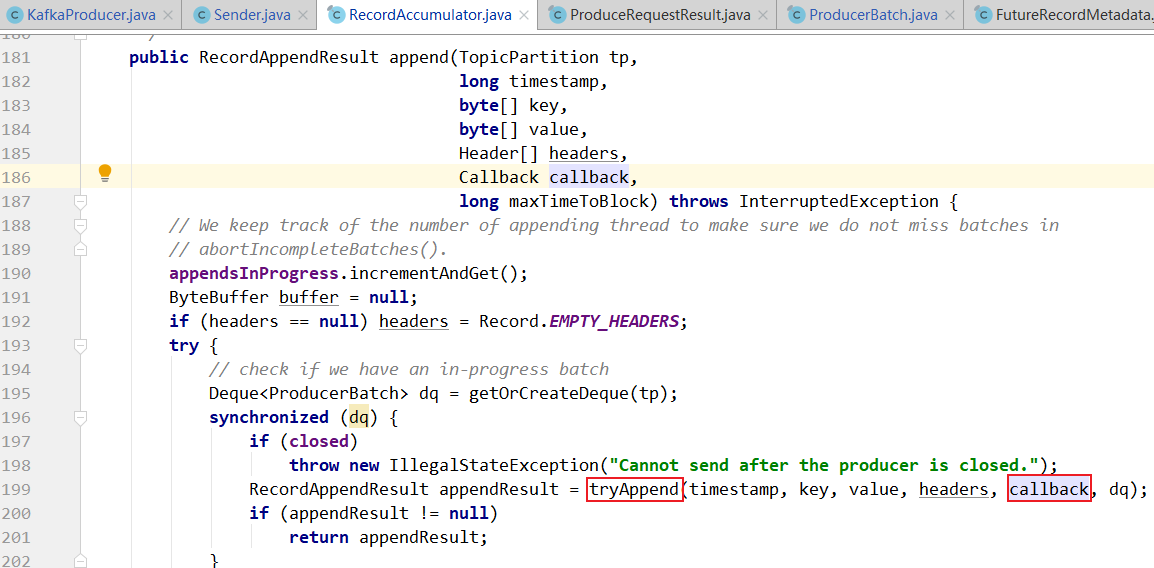 KafkaProducer.java Sender.java RecordAccumulator.java ProduceRequestResult.java ProducerBatch.java FutureRecordMetadata.
180 /
181 public RecordAppendResult append(TopicPartition tp,
182 long timestamp,
183 byte[] key,
184 byte[] value,
185 Header[] headers,
186 Callback callback,
187 long maxTimeToBlock) throws InterruptedException {
188 // We keep track of the number of appending thread to make sure we do not miss batches in
189 // abortIncompleteBatches().
190 appendsInProgress.incrementAndGet();
191 ByteBuffer buffer = null;
192 if (headers == null) headers = Record.EMPTY_HEADERS;
193 try {
194 // check if we have an in-progress batch
195 Deque<ProducerBatch> dq = getOrCreateDeque(tp);
196 synchronized (dq) {
197 if (closed)
198 throw new IllegalStateException("Cannot send after the producer is closed.");
199 RecordAppendResult appendResult = tryAppend(timestamp, key, value, headers, callback, dq);
200 if (appendResult != null)
201 return appendResult;
202 }